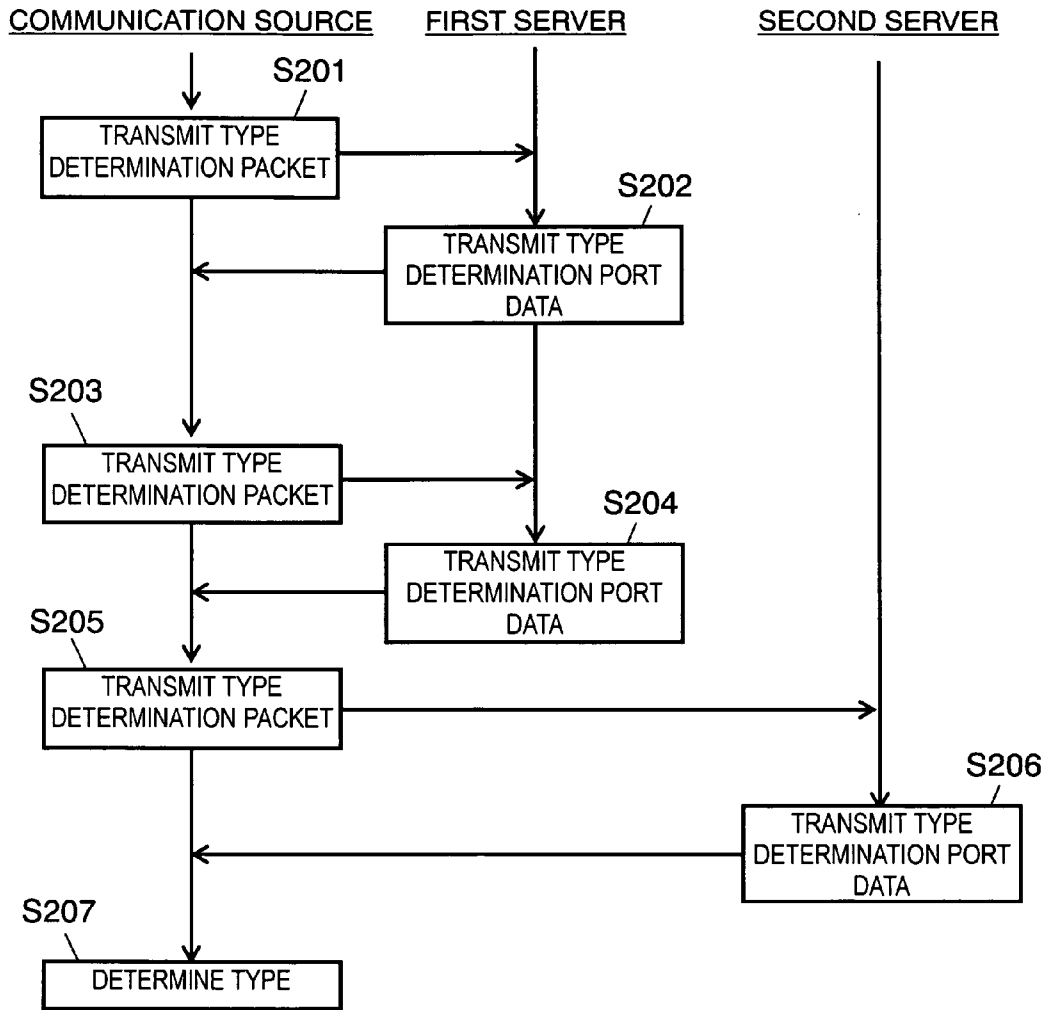 COMMUNICATION SOURCE
FIRST SERVER
SECOND SERVER
S201
TRANSMIT TYPE
DETERMINATION PACKET
S202
TRANSMIT TYPE
DETERMINATION PORT
DATA
S203
TRANSMIT TYPE
DETERMINATION PACKET
S204
TRANSMIT TYPE
DETERMINATION PORT
DATA
S205
TRANSMIT TYPE
DETERMINATION PACKET
S206
TRANSMIT TYPE
DETERMINATION PORT
DATA
S207
DETERMINE TYPE